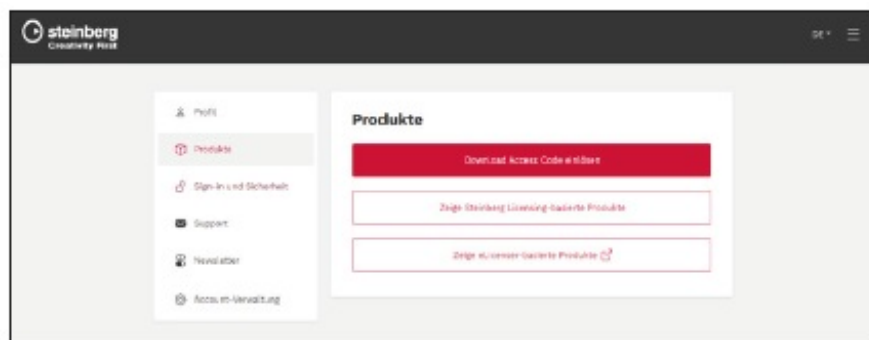 steinberg
Creativity First
DE
Profil
Produkte
Sign-in und Sicherheit
Support
Newsletter
Account-Verwaltung
Produkte
Download Access Code einlösen
Zeige Steinberg Licensing-basierte Produkte
Zeige eLicenser-basierte Produkte